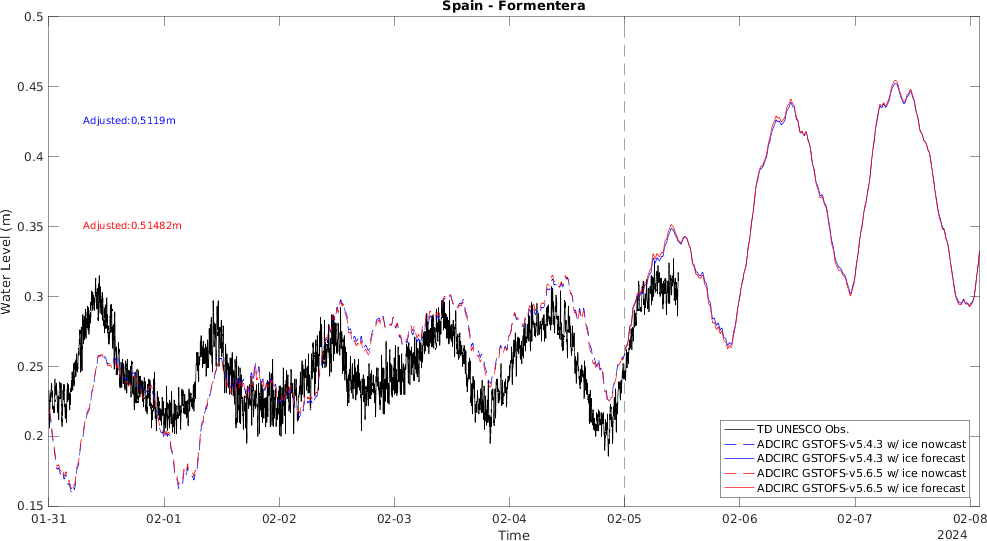 Spain - Formentera
0.5
0.45
0.4
0.35
0.3
0.25
0.2
0.15
Water Level (m)
Adjusted:0.5119m
Adjusted:0.51482m
TD UNESCO Obs.
ADCIRC GSTOFS-v5.4.3 w/ ice nowcast
ADCIRC GSTOFS-v5.4.3 w/ ice forecast
ADCIRC GSTOFS-v5.6.5 w/ ice nowcast
ADCIRC GSTOFS-v5.6.5 w/ ice forecast
01-31 02-01 02-02 02-03 02-04 02-05 02-06 02-07 02-08
Time
2024